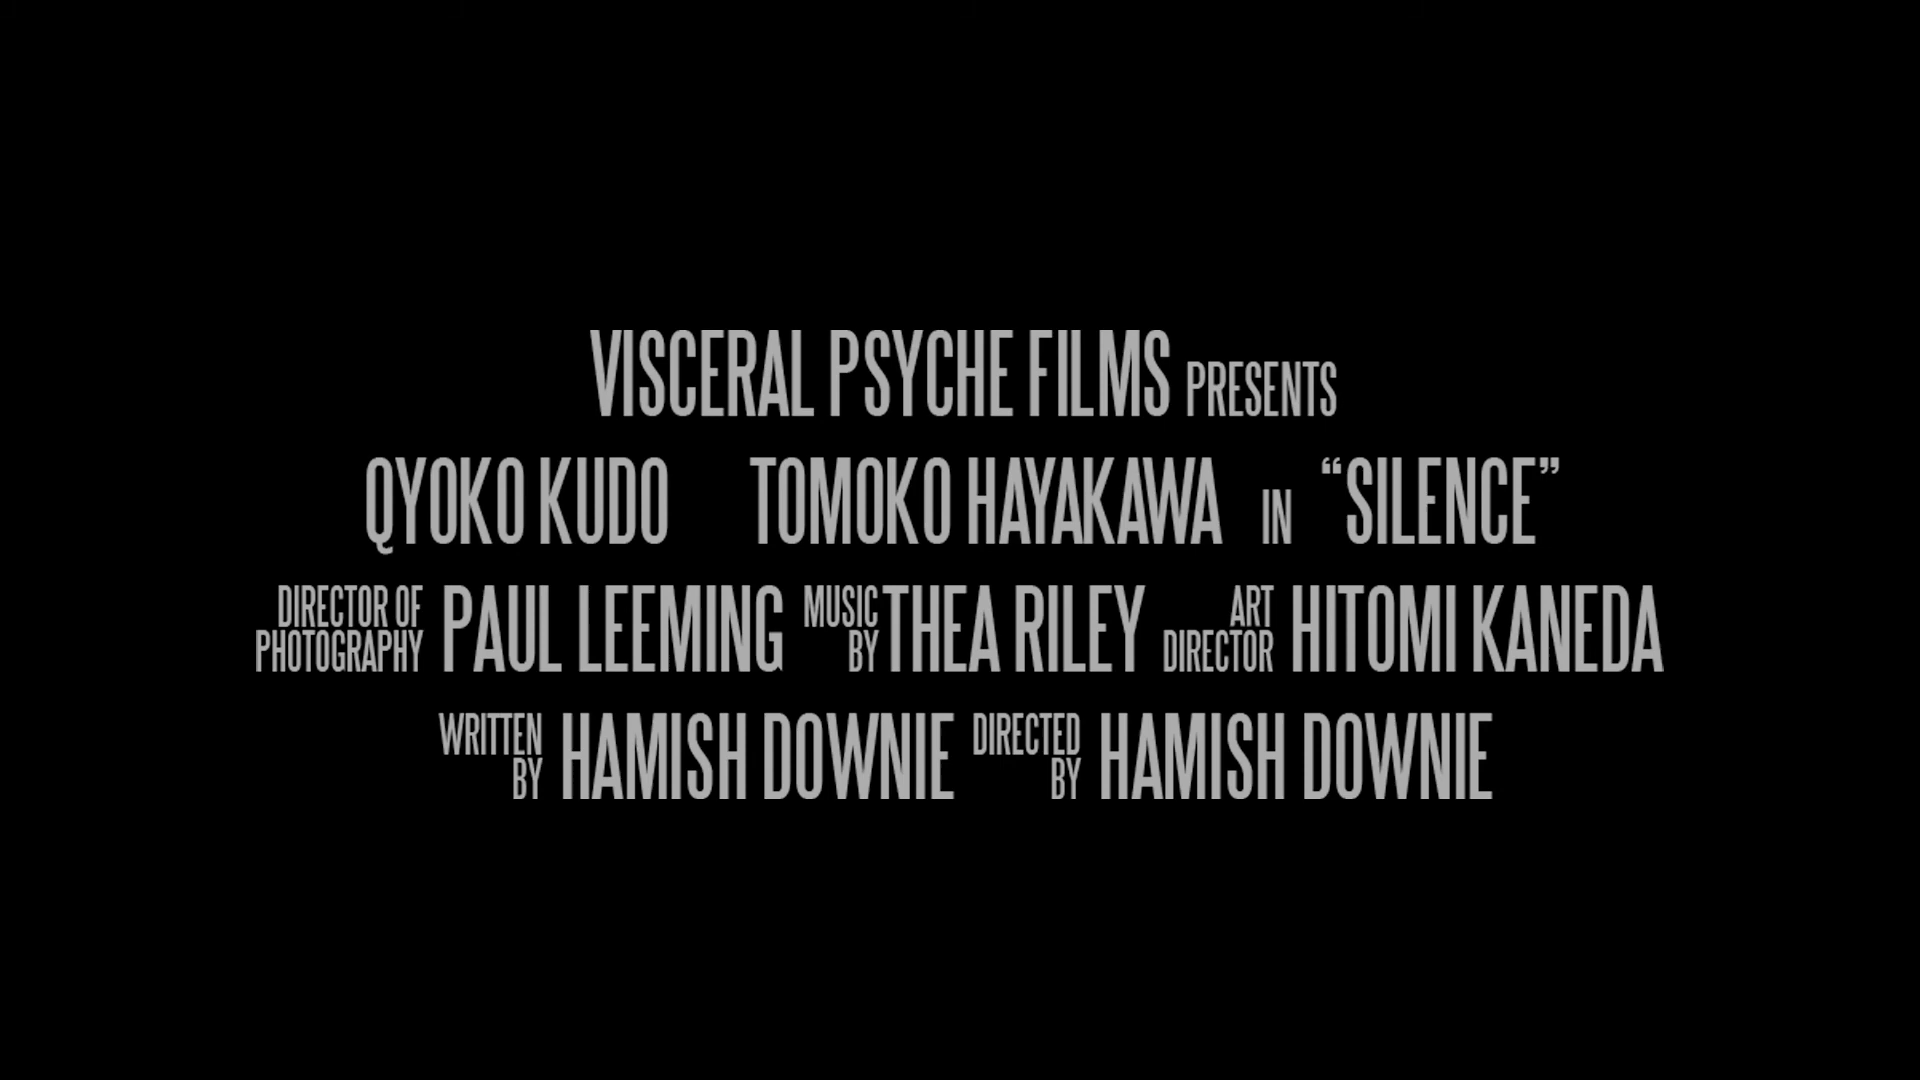 VISCERAL PSYCHE FILMS PRESENTS
QYOKO KUDO TOMOKO HAYAKAWA IN “SILENCE”
DIRECTOR OF PHOTOGRAPHY PAUL LEEMING MUSIC BY THEA RILEY ART DIRECTOR HITOMI KANEDA
WRITTEN BY HAMISH DOWNIE DIRECTED BY HAMISH DOWNIE